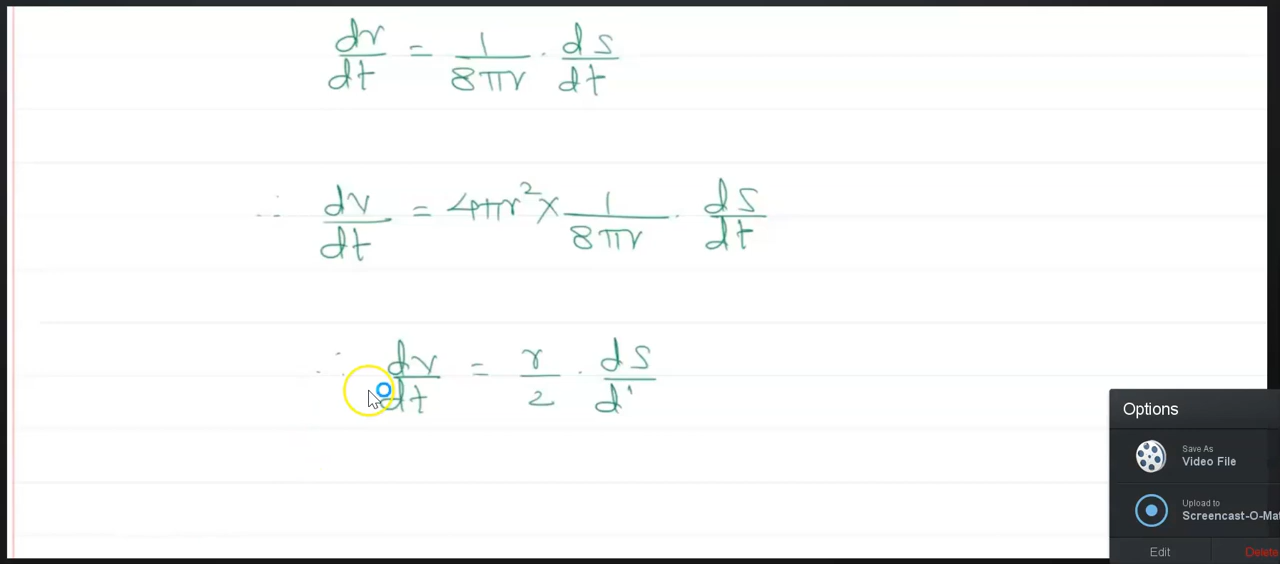 dr/dt = 1/8πr · ds/dt
∴ dv/dt = 4πr² × 1/8πr · ds/dt
∴ dv/dt = r/2 · ds/d
Options
Save As
Video File
Upload to
Screencast-O-Mat
Edit
Delete